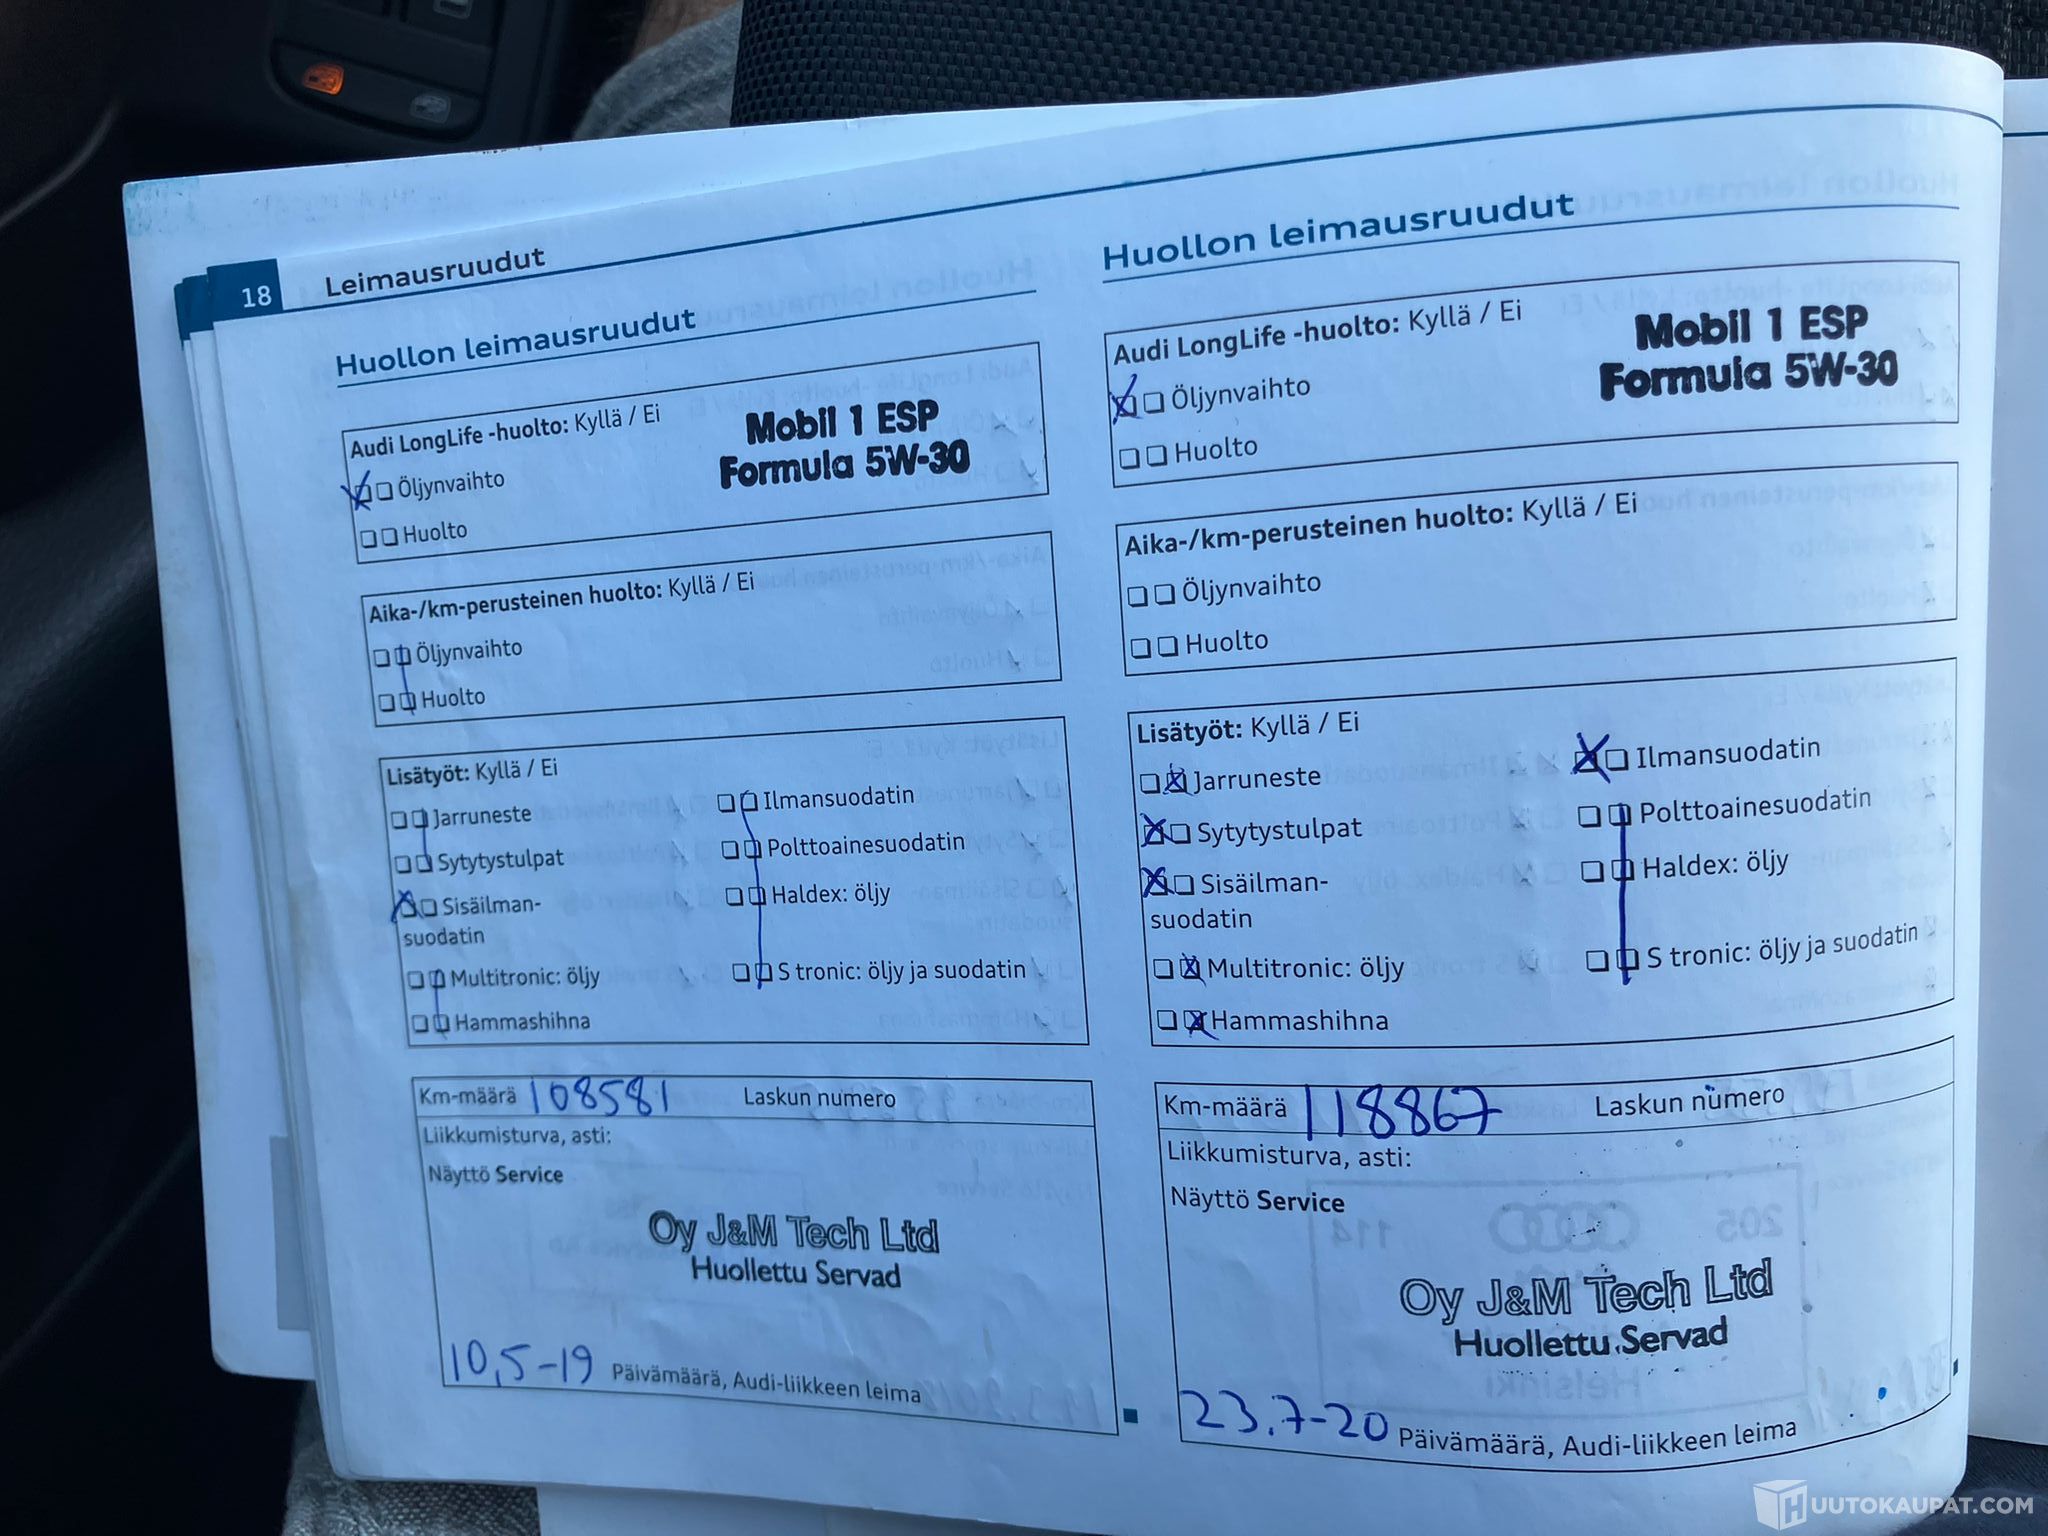 18
Leimausruudut
Huollon leimausruudut
Audi LongLife -huolto: Kyllä / Ei
Mobil 1 ESP
Formula 5W-30
Öljynvaihto
Huolto
Aika-/km-perusteinen huolto: Kyllä / Ei
Öljynvaihto
Huolto
Lisätyöt: Kyllä / Ei
Jarruneste
Ilmansuodatin
Sytytystulpat
Polttoainesuodatin
Sisäilman-
suodatin
Haldex: öljy
Multitronic: öljy
S tronic: öljy ja suodatin
Hammashihna
Km-määrä 108581 Laskun numero
Liikkumisturva, asti:
Näyttö Service
Oy J&M Tech Ltd
Huollettu Servad
10,5-19 Päivämäärä, Audi-liikkeen leima
Huollon leimausruudut
Audi LongLife -huolto: Kyllä / Ei
Mobil 1 ESP
Formula 5W-30
Öljynvaihto
Huolto
Aika-/km-perusteinen huolto: Kyllä / Ei
Öljynvaihto
Huolto
Lisätyöt: Kyllä / Ei
Jarruneste
Ilmansuodatin
Sytytystulpat
Polttoainesuodatin
Sisäilman-
suodatin
Haldex: öljy
Multitronic: öljy
S tronic: öljy ja suodatin
Hammashihna
Km-määrä 118867 Laskun numero
Liikkumisturva, asti:
Näyttö Service
Oy J&M Tech Ltd
Huollettu Servad
23.7-20 Päivämäärä, Audi-liikkeen leima
HUUTOKAUPAT.COM